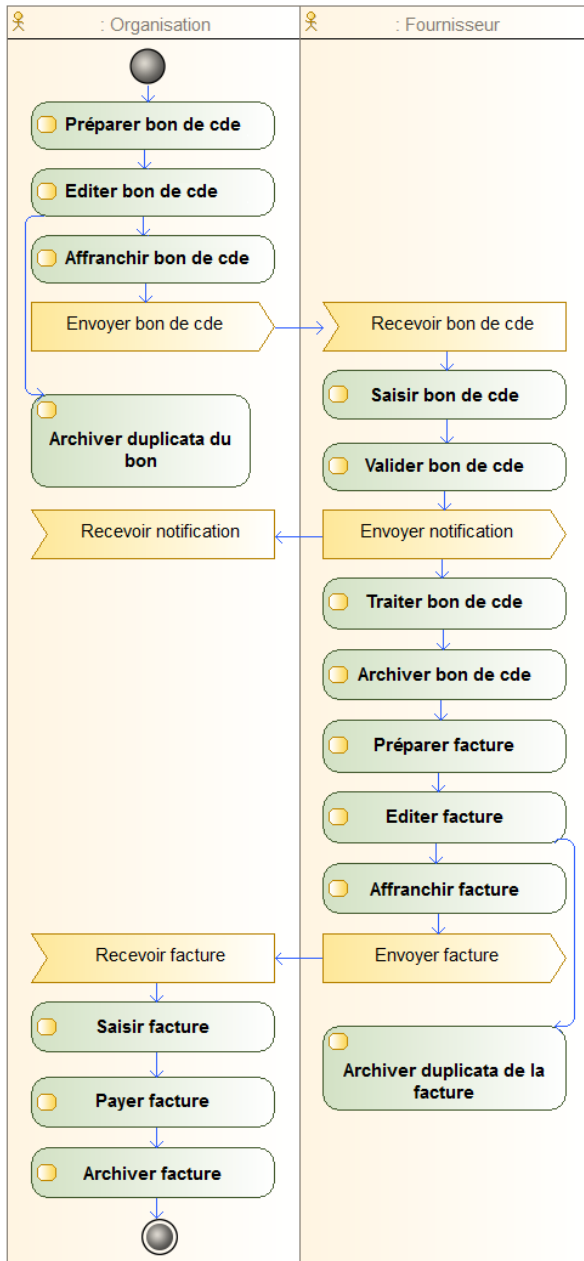 : Organisation
: Fournisseur
Préparer bon de cde
Editer bon de cde
Affranchir bon de cde
Envoyer bon de cde
Recevoir bon de cde
Saisir bon de cde
Archiver duplicata du
bon
Valider bon de cde
Recevoir notification
Envoyer notification
Traiter bon de cde
Archiver bon de cde
Préparer facture
Editer facture
Affranchir facture
Recevoir facture
Envoyer facture
Saisir facture
Archiver duplicata de la
facture
Payer facture
Archiver facture